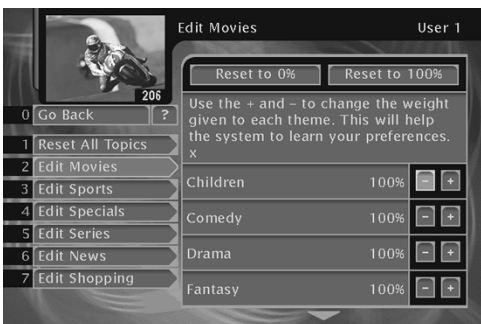 Edit Movies User 1
206
Reset to 0% Reset to 100%
0 Go Back ?
Use the + and – to change the weight
given to each theme. This will help
the system to learn your preferences.
x
1 Reset All Topics
2 Edit Movies
3 Edit Sports
4 Edit Specials
5 Edit Series
6 Edit News
7 Edit Shopping
Children 100% - +
Comedy 100% - +
Drama 100% - +
Fantasy 100% - +